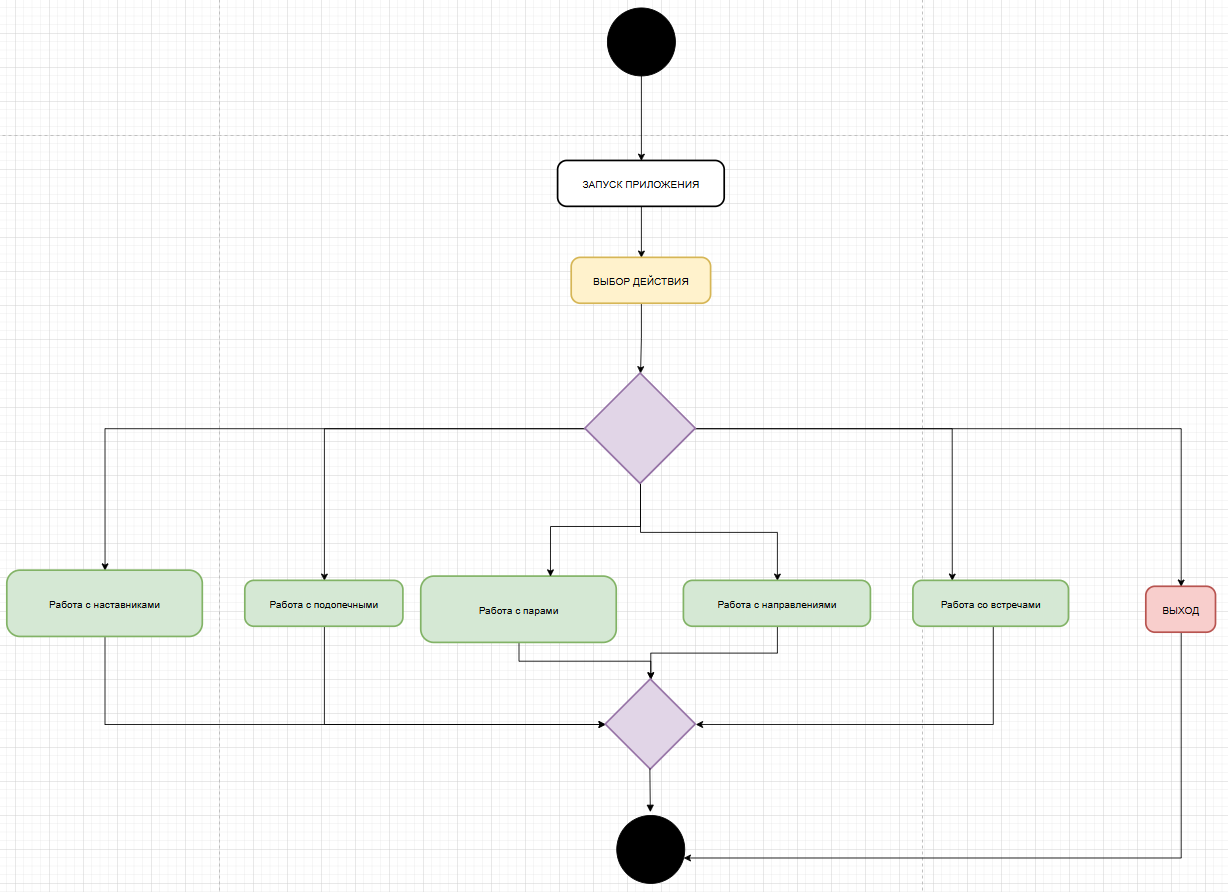 ЗАПУСК ПРИЛОЖЕНИЯ
ВЫБОР ДЕЙСТВИЯ
Работа с наставниками
Работа с подопечными
Работа с парами
Работа с направлениями
Работа со встречами
ВЫХОД